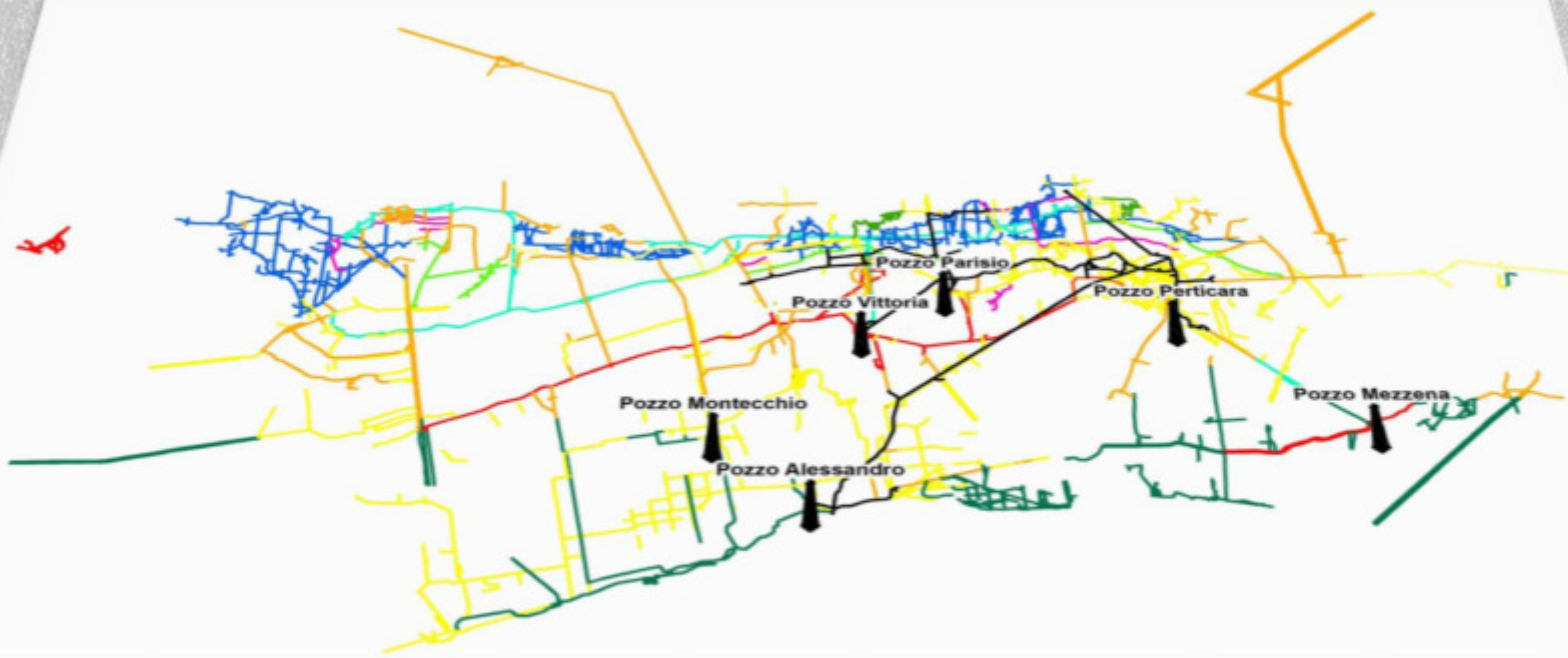 Pozzo Parisio
Pozzo Vittoria
Pozzo Perticara
Pozzo Mezzena
Pozzo Montecchio
Pozzo Alessandro